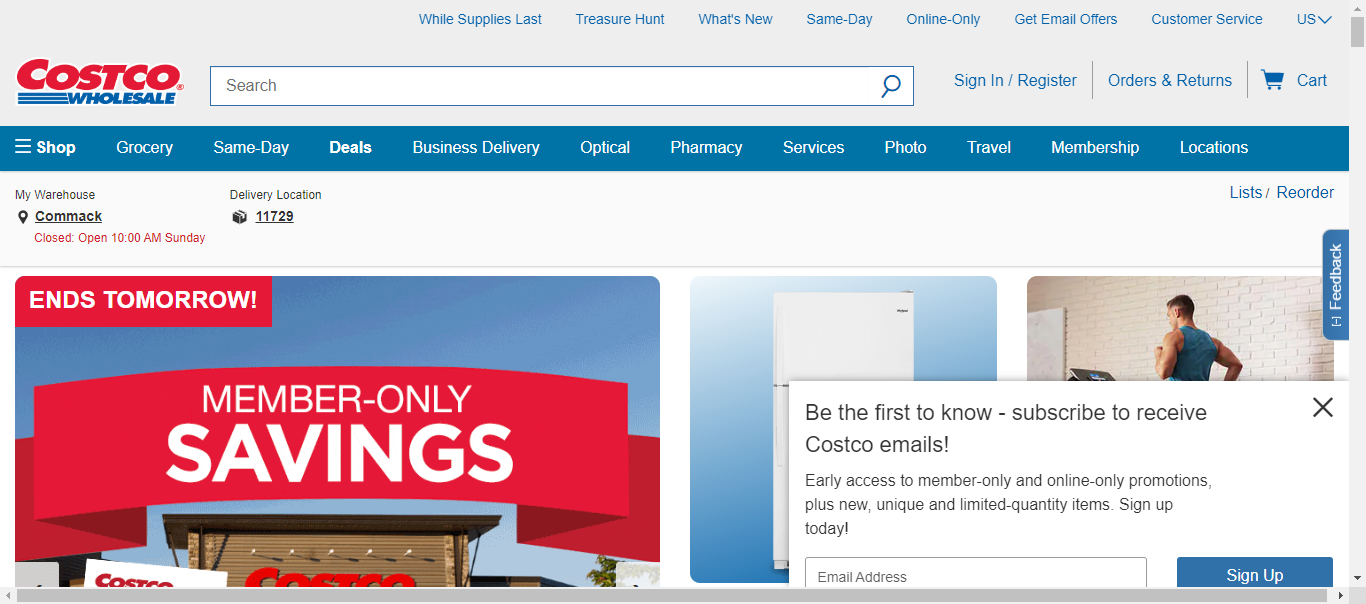 While Supplies Last
Treasure Hunt
What's New
Same-Day
Online-Only
Get Email Offers
Customer Service
US
COSTCO
WHOLESALE
Search
Sign In / Register
Orders & Returns
Cart
Shop
Grocery
Same-Day
Deals
Business Delivery
Optical
Pharmacy
Services
Photo
Travel
Membership
Locations
My Warehouse
Commack
Closed: Open 10:00 AM Sunday
Delivery Location
11729
Lists / Reorder
[-] Feedback
ENDS TOMORROW!
MEMBER-ONLY
SAVINGS
COSTCO
COSTCO
Be the first to know - subscribe to receive
Costco emails!
Early access to member-only and online-only promotions,
plus new, unique and limited-quantity items. Sign up
today!
Email Address
Sign Up